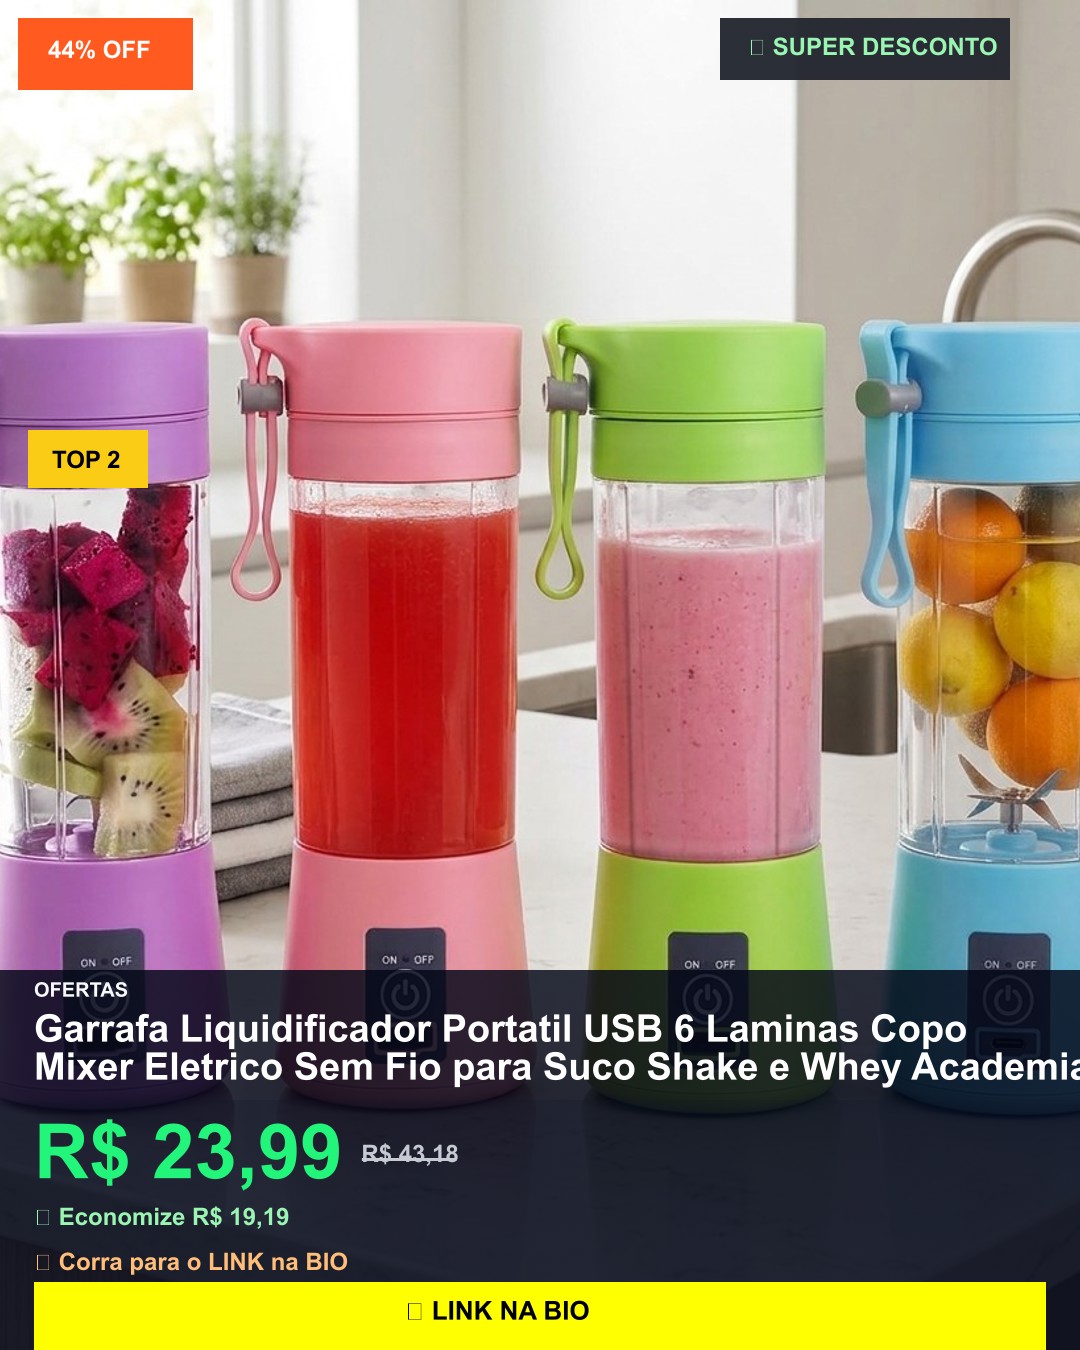 44% OFF
SUPER DESCONTO
TOP 2
ON OFF
ON OFP
ON OFF
ON OFF
OFERTAS
Garrafa Liquidificador Portatil USB 6 Laminas Copo
Mixer Eletrico Sem Fio para Suco Shake e Whey Academia
R$ 23,99 R$ 43,18
Economize R$ 19,19
Corra para o LINK na BIO
LINK NA BIO